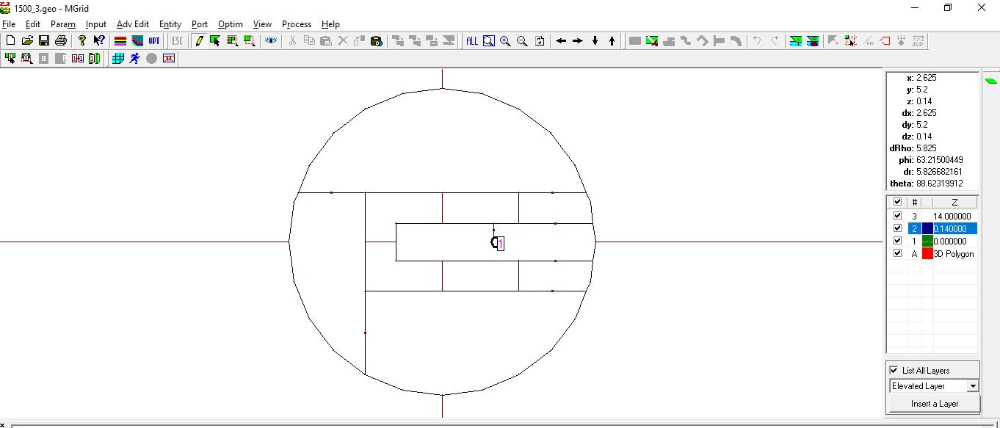 1500_3.geo - MGrid
File Edit Param Input Adv Edit Entity Port Optim View Process Help
OPT ESC ALL
x: 2.625
y: 5.2
z: 0.14
dx: 2.625
dy: 5.2
dz: 0.14
dRho: 5.825
phi: 63.21500449
dr: 5.826682161
theta: 88.62319912
# Z
3 14.000000
2 0.140000
1 0.000000
A 3D Polygon
1
List All Layers
Elevated Layer
Insert a Layer